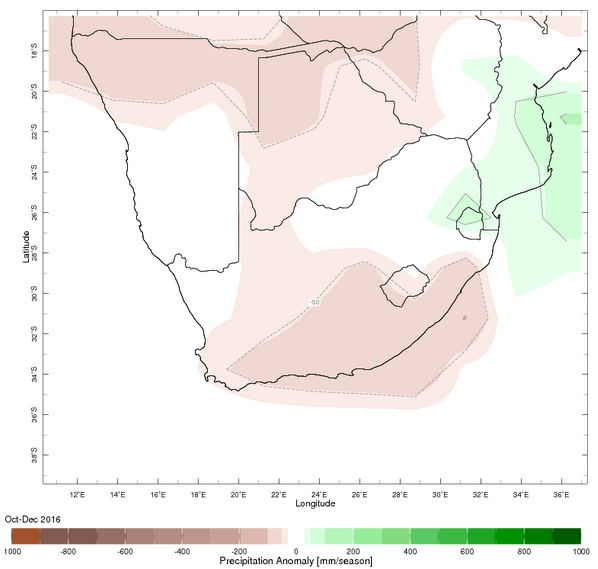 18°S
20°S
22°S
24°S
26°S
28°S
30°S
32°S
34°S
36°S
38°S
Latitude
-50
12°E 14°E 16°E 18°E 20°E 22°E 24°E 26°E 28°E 30°E 32°E 34°E 36°E
Longitude
Oct-Dec 2016
1000 -800 -600 -400 -200 0 200 400 600 800 1000
Precipitation Anomaly [mm/season]